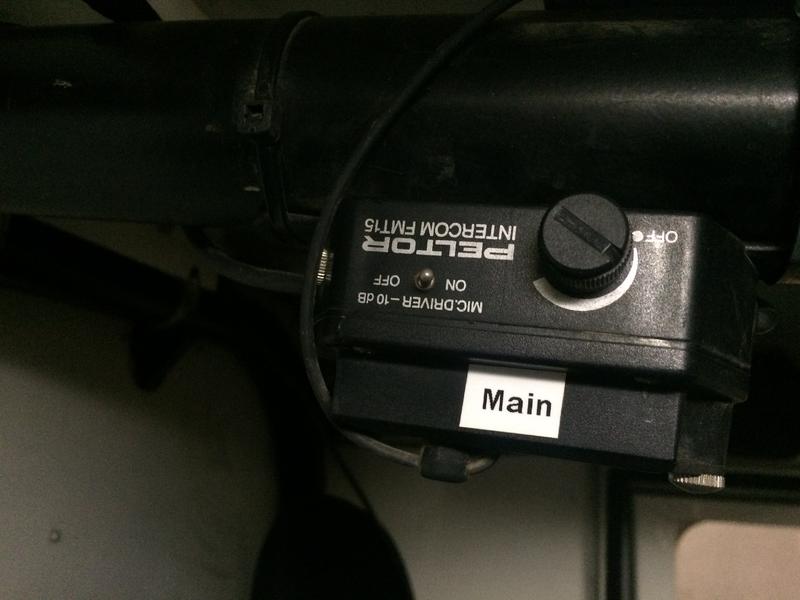 MIC.DRIVER –10 dB
ON OFF
PELTOR
INTERCOM FMT15
OFF
Main